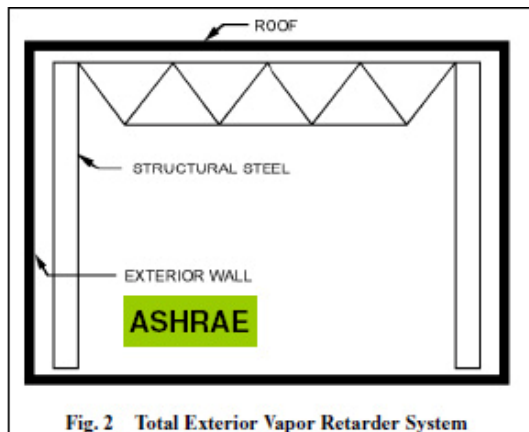 ROOF
STRUCTURAL STEEL
EXTERIOR WALL
ASHRAE
Fig. 2 Total Exterior Vapor Retarder System